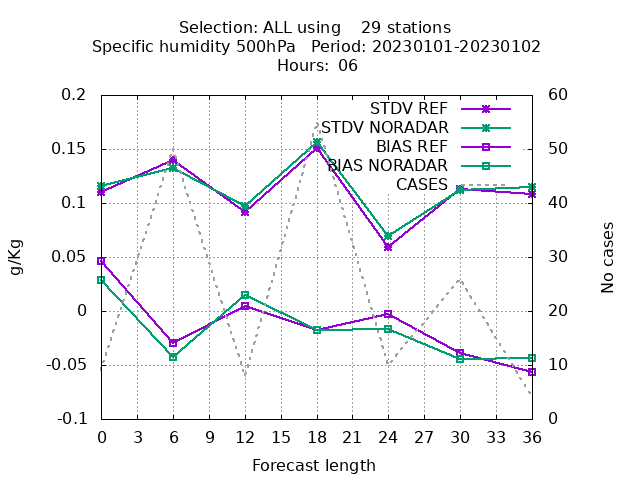 Selection: ALL using    29 stations
Specific humidity 500hPa   Period: 20230101-20230102
Hours: 06
0.2
0.15
0.1
0.05
0
-0.05
-0.1
g/Kg
STDV REF
STDV NORADAR
BIAS REF
BIAS NORADAR
CASES
60
50
40
30
20
10
0
No cases
0 3 6 9 12 15 18 21 24 27 30 33 36
Forecast length